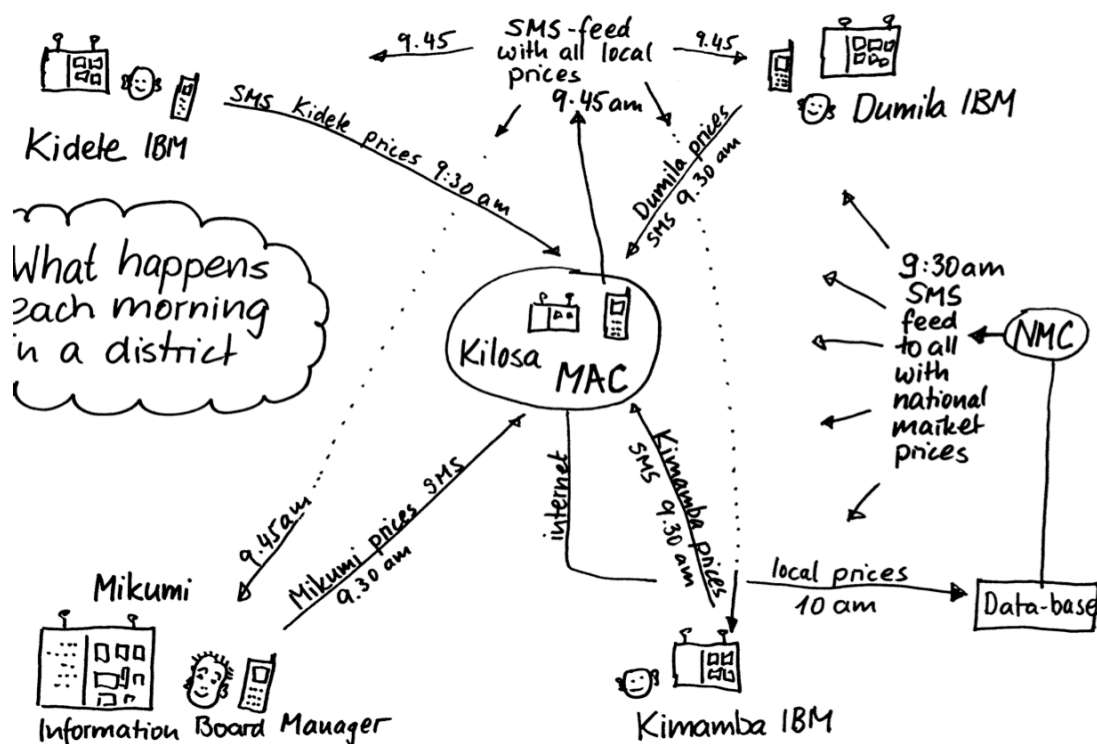 9.45
SMS-feed
with all local
prices
9.45am
9.45
Kidete IBM
Dumila IBM
SMS Kidete prices 9:30 am
Dumila prices
SMS 9.30 am
What happens
each morning
in a district
Kilosa
MAC
9:30am
SMS
feed
to all
with
national
market
prices
NMC
9.45am
Mikumi prices SMS
9.30 am
internet
Kimamba prices
SMS 9.30 am
local prices
10 am
Data-base
Mikumi
Information Board Manager
Kimamba IBM